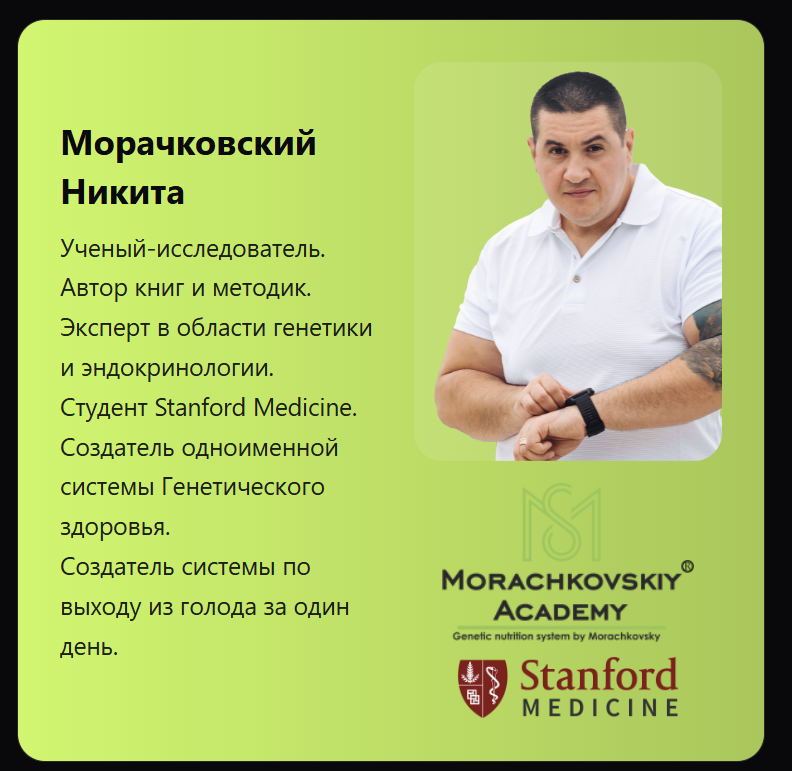 Морачковский
Никита
Ученый-исследователь.
Автор книг и методик.
Эксперт в области генетики
и эндокринологии.
Студент Stanford Medicine.
Создатель одноименной
системы Генетического
здоровья.
Создатель системы по
выходу из голода за один
день.
MORACHKOVSKIY®
ACADEMY
Genetic nutrition system by Morachkovsky
Stanford
MEDICINE